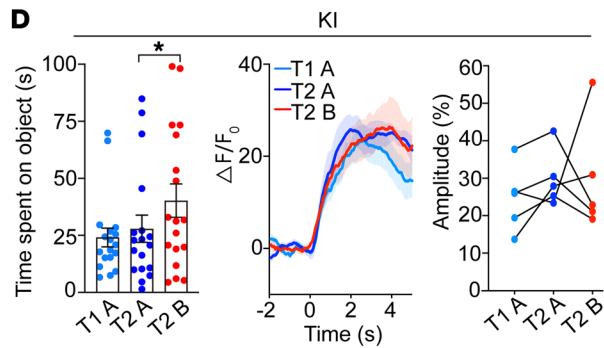 D
KI
Time spent on object (s)
100
75
50
25
0
*
T1 A
T2 A
T2 B
△F/F0
40
20
0
T1 A
T2 A
T2 B
-2
0
2
4
Time (s)
Amplitude (%)
60
50
40
30
20
10
0
T1 A
T2 A
T2 B